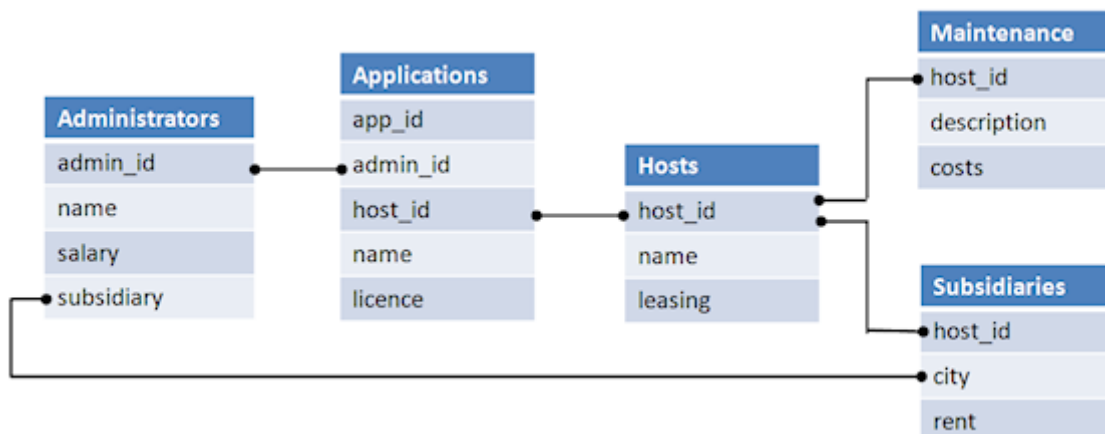 Administrators
admin_id
name
salary
subsidiary
Applications
app_id
admin_id
host_id
name
licence
Hosts
host_id
name
leasing
Maintenance
host_id
description
costs
Subsidiaries
host_id
city
rent